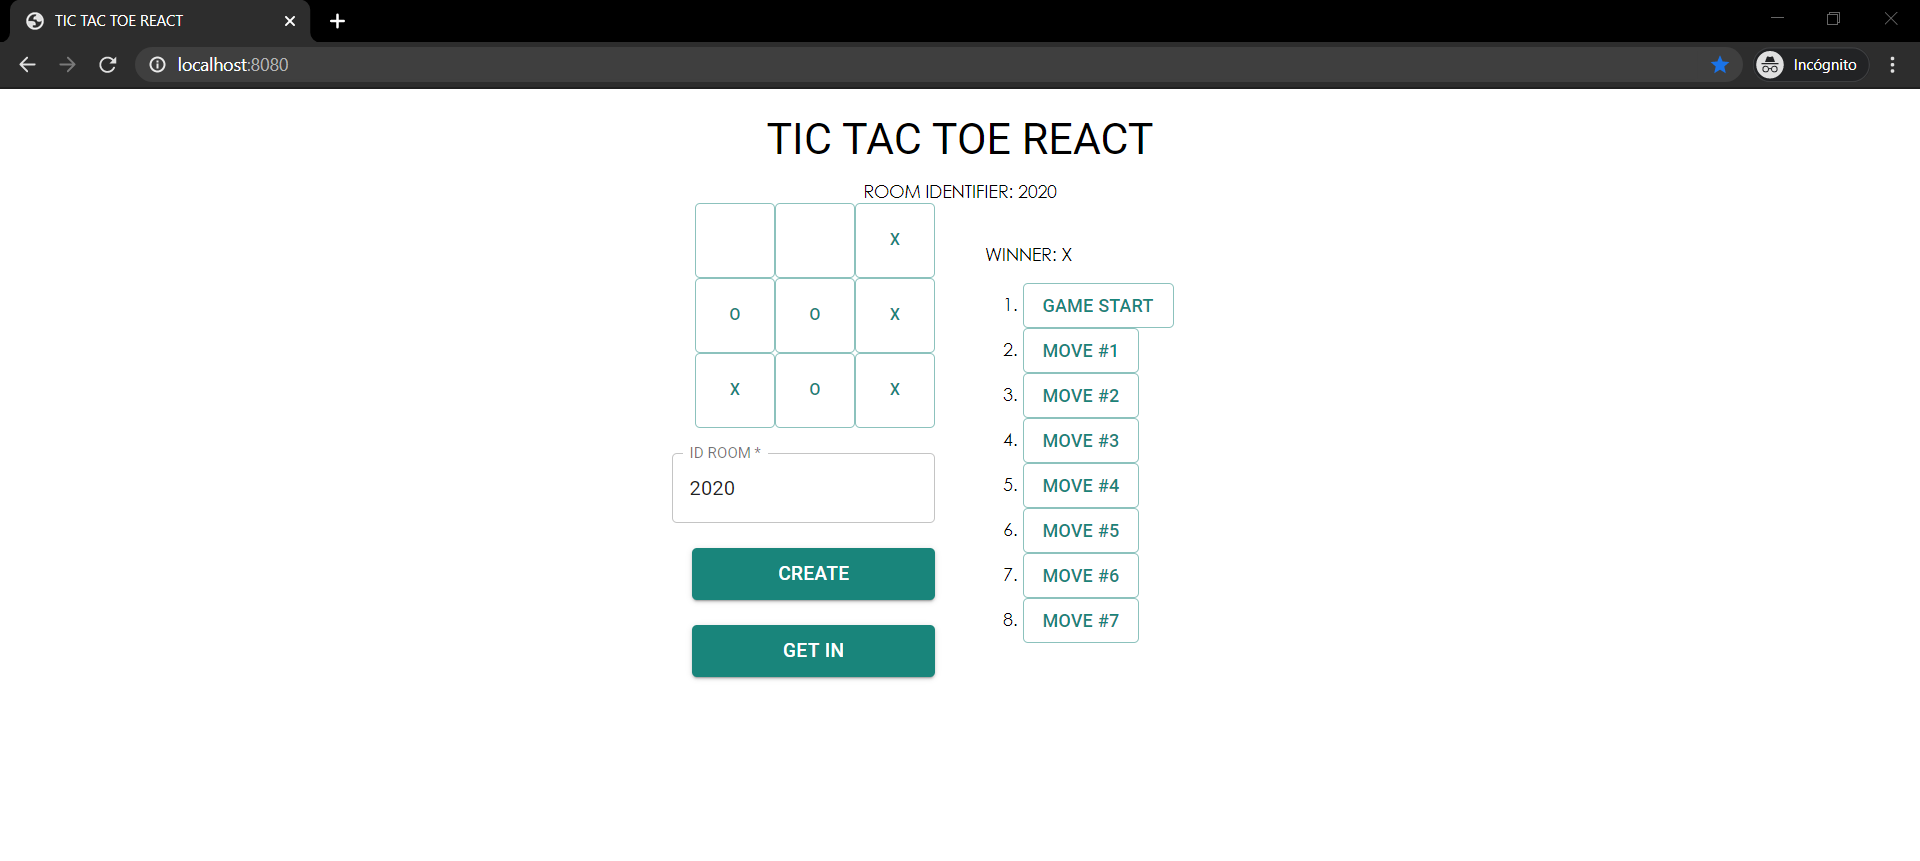 TIC TAC TOE REACT
localhost:8080
Incógnito
TIC TAC TOE REACT
ROOM IDENTIFIER: 2020
X
O O X
X O X
ID ROOM *
2020
CREATE
GET IN
WINNER: X
1. GAME START
2. MOVE #1
3. MOVE #2
4. MOVE #3
5. MOVE #4
6. MOVE #5
7. MOVE #6
8. MOVE #7